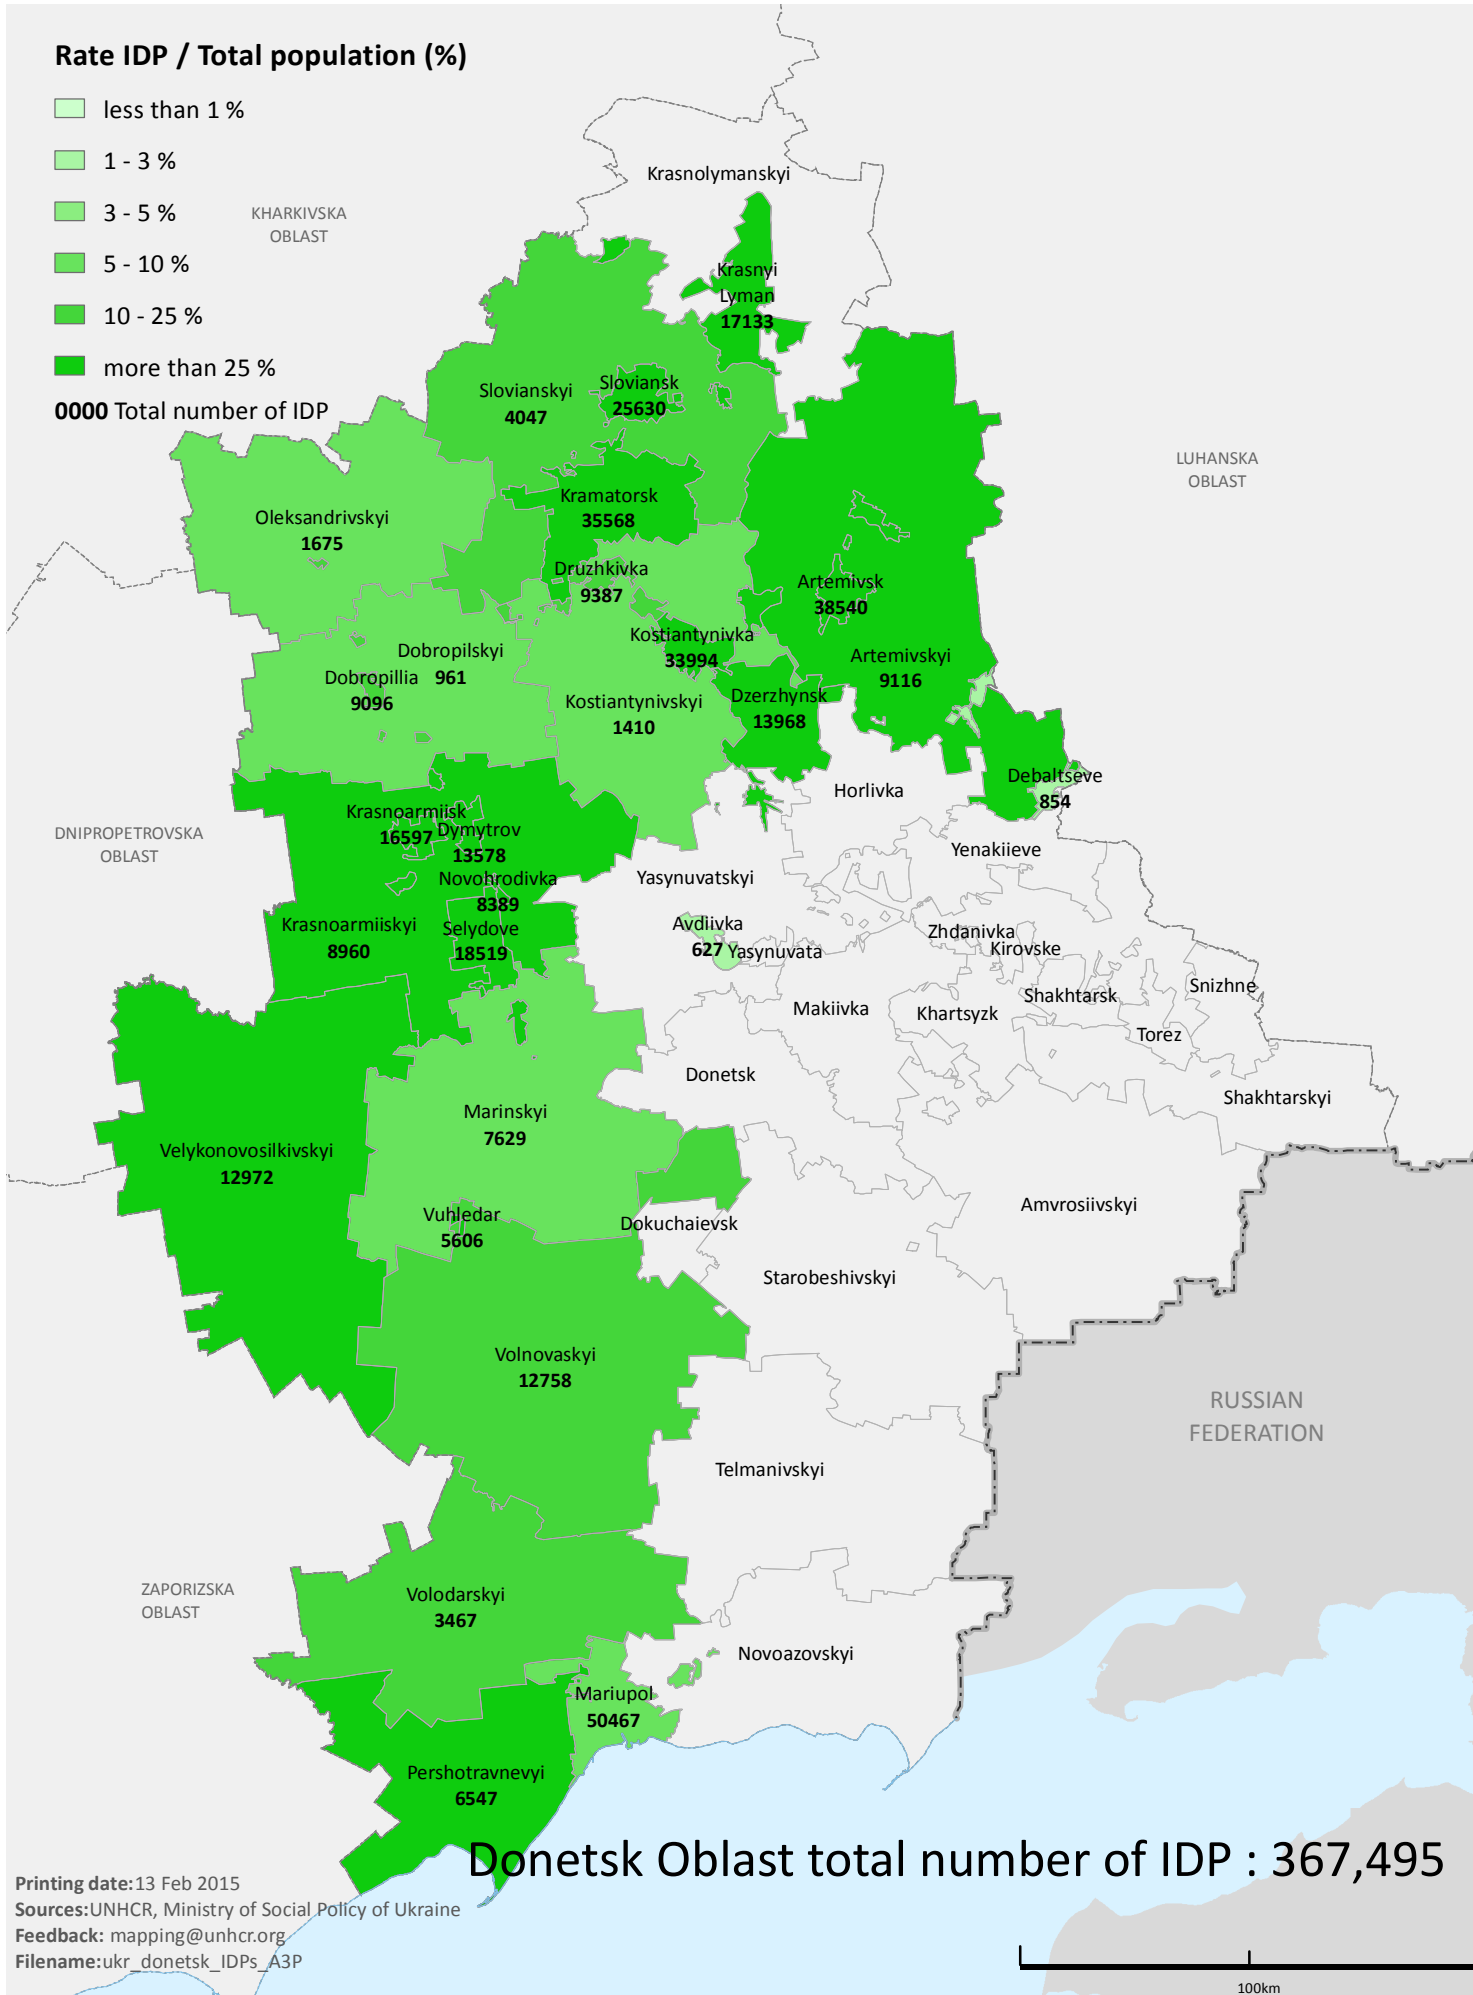 Rate IDP / Total population (%)
less than 1 %
1 - 3 %
3 - 5 %
5 - 10 %
10 - 25 %
more than 25 %
0000 Total number of IDP
KHARKIVSKA
OBLAST
Krasnolymanskyi
Krasnyi
Lyman
17133
Slovianskyi
4047
Sloviansk
25630
LUHANSKA
OBLAST
Oleksandrivskyi
1675
Kramatorsk
35568
Druzhkivka
9387
Artemivsk
38540
Kostiantynivka
33994
Dobropilskyi
961
Dobropillia
9096
Artemivskyi
9116
Kostiantynivskyi
1410
Dzerzhynsk
13968
Debaltseve
854
Horlivka
DNIPROPETROVSKA
OBLAST
Krasnoarmiisk
16597
Dymytrov
13578
Yenakiieve
Novohrodivka
8389
Yasynuvatskyi
Krasnoarmiiskyi
8960
Selydove
18519
Avdiivka
627
Yasynuvata
Zhdanivka
Kirovske
Snizhne
Shakhtarsk
Makiivka
Khartsyzk
Torez
Donetsk
Shakhtarskyi
Marinskyi
7629
Velykonovosilkivskyi
12972
Vuhledar
5606
Dokuchaievsk
Amvrosiivskyi
Starobeshivskyi
Volnovaskyi
12758
RUSSIAN
FEDERATION
Telmanivskyi
ZAPORIZSKA
OBLAST
Volodarskyi
3467
Novoazovskyi
Mariupol
50467
Pershotravnevyi
6547
Donetsk Oblast total number of IDP : 367,495
Printing date:13 Feb 2015
Sources:UNHCR, Ministry of Social Policy of Ukraine
Feedback: mapping@unhcr.org
Filename:ukr_donetsk_IDPs_A3P
100km